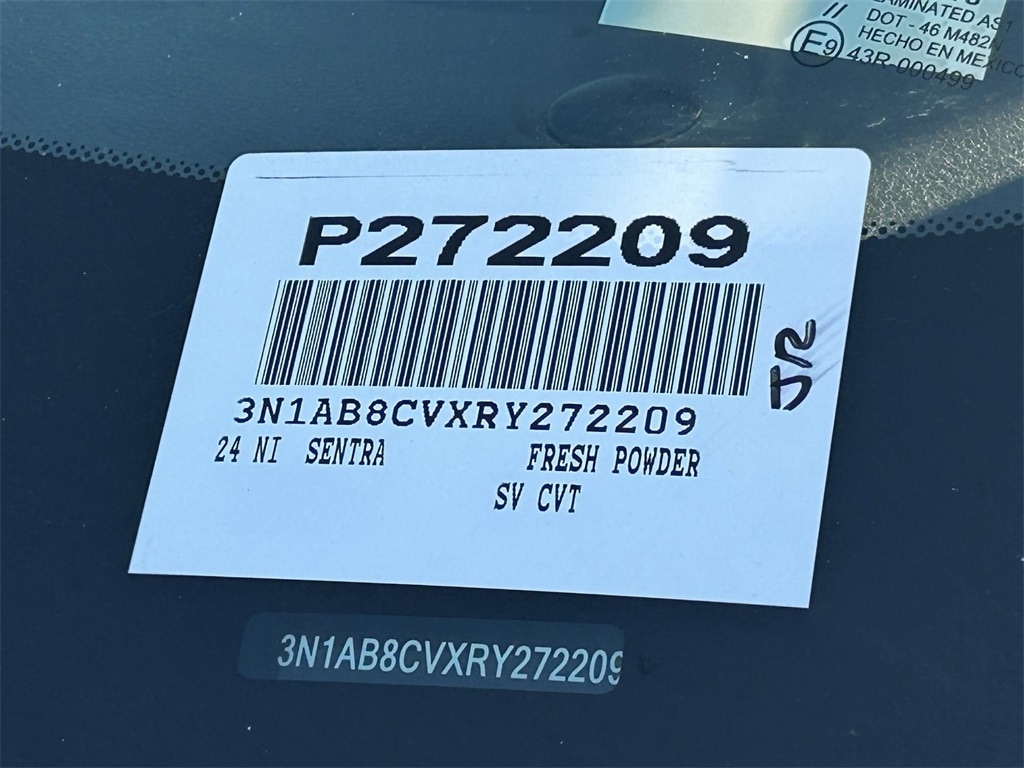 LAMINATED AS1
// DOT - 46 M482N
HECHO EN MEXICO
E9 43R-000499
P272209
JR
3N1AB8CVXRY272209
24 NI SENTRA FRESH POWDER
SV CVT
3N1AB8CVXRY272209